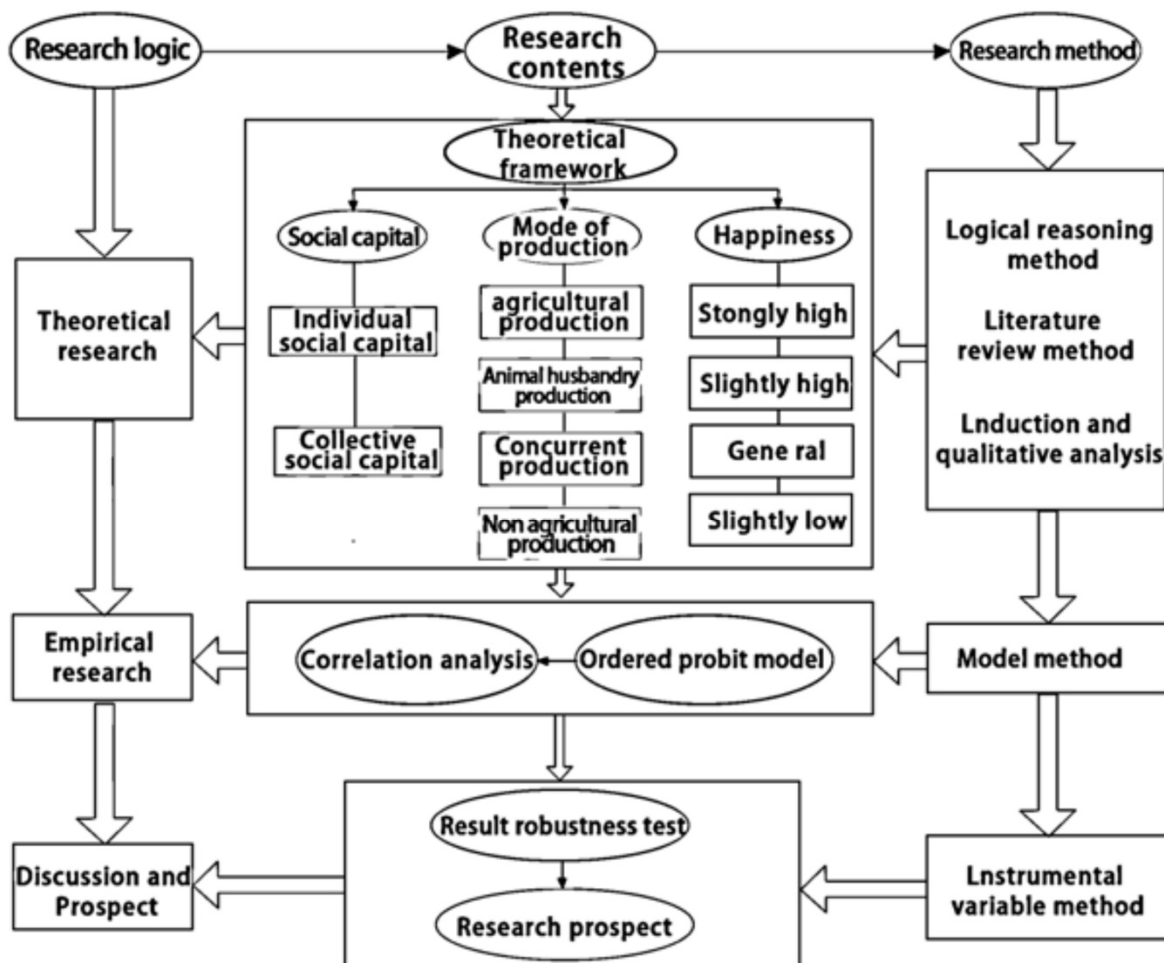 Research logic
Research
contents
Research method
Theoretical
framework
Social capital
Mode of
production
Happiness
Individual
social capital
Collective
social capital
agricultural
production
Animal husbandry
production
Concurrent
production
Non agricultural
production
Stongly high
Slightly high
Gene ral
Slightly low
Theoretical
research
Logical reasoning
method
Literature
review method
Lnduction and
qualitative analysis
Empirical
research
Correlation analysis
Ordered probit model
Model method
Discussion and
Prospect
Result robustness test
Research prospect
Lnstrumental
variable method